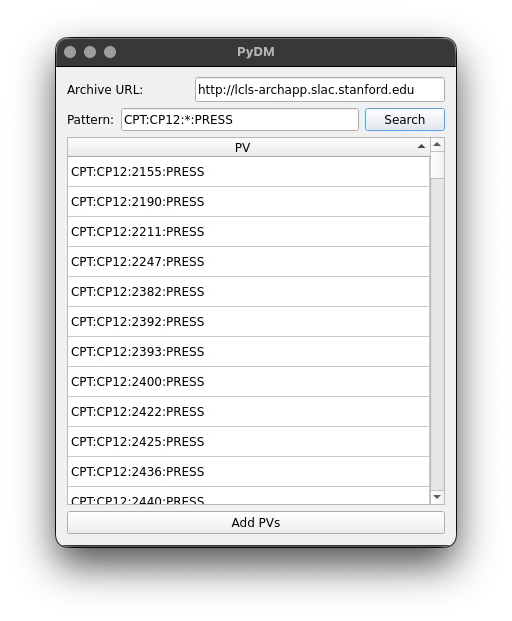 PyDM
Archive URL: http://lcls-archapp.slac.stanford.edu
Pattern: CPT:CP12:*:PRESS Search
PV
CPT:CP12:2155:PRESS
CPT:CP12:2190:PRESS
CPT:CP12:2211:PRESS
CPT:CP12:2247:PRESS
CPT:CP12:2382:PRESS
CPT:CP12:2392:PRESS
CPT:CP12:2393:PRESS
CPT:CP12:2400:PRESS
CPT:CP12:2422:PRESS
CPT:CP12:2425:PRESS
CPT:CP12:2436:PRESS
CPT:CP12:2440:PRESS
Add PVs